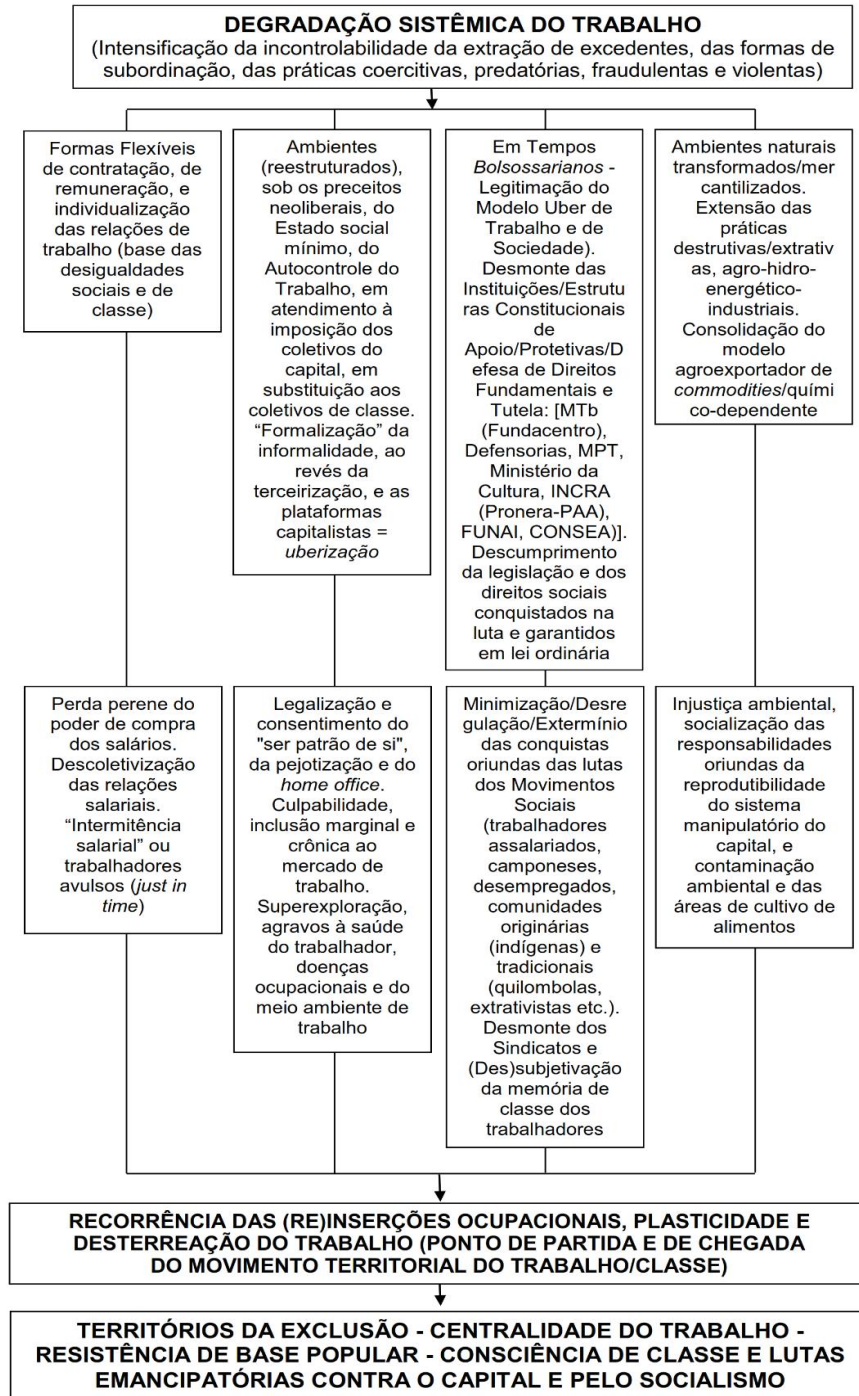 DEGRADAÇÃO SISTÊMICA DO TRABALHO
(Intensificação da incontrolabilidade da extração de excedentes, das formas de
subordinação, das práticas coercitivas, predatórias, fraudulentas e violentas)
Formas Flexíveis
de contratação, de
remuneração, e
individualização
das relações de
trabalho (base das
desigualdades
sociais e de
classe)
Ambientes
(reestruturados),
sob os preceitos
neoliberais, do
Estado social
mínimo, do
Autocontrole do
Trabalho, em
atendimento à
imposição dos
coletivos do
capital, em
substituição aos
coletivos de classe.
“Formalização” da
informalidade, ao
revés da
terceirização, e as
plataformas
capitalistas =
uberização
Em Tempos
Bolsossarianos -
Legitimação do
Modelo Uber de
Trabalho e de
Sociedade).
Desmonte das
Instituições/Estrutu
ras Constitucionais
de
Apoio/Protetivas/D
efesa de Direitos
Fundamentais e
Tutela: [MTb
(Fundacentro),
Defensorias, MPT,
Ministério da
Cultura, INCRA
(Pronera-PAA),
FUNAI, CONSEA)].
Descumprimento
da legislação e dos
direitos sociais
conquistados na
luta e garantidos
em lei ordinária
Ambientes naturais
transformados/mer
cantilizados.
Extensão das
práticas
destrutivas/extrativ
as, agro-hidro-
energético-
industriais.
Consolidação do
modelo
agroexportador de
commodities/quími
co-dependente
Perda perene do
poder de compra
dos salários.
Descoletivização
das relações
salariais.
“Intermitência
salarial” ou
trabalhadores
avulsos (just in
time)
Legalização e
consentimento do
"ser patrão de si",
da pejotização e do
home office.
Culpabilidade,
inclusão marginal e
crônica ao
mercado de
trabalho.
Superexploração,
agravos à saúde
do trabalhador,
doenças
ocupacionais e do
meio ambiente de
trabalho
Minimização/Desre
gulação/Extermínio
das conquistas
oriundas das lutas
dos Movimentos
Sociais
(trabalhadores
assalariados,
camponeses,
desempregados,
comunidades
originárias
(indígenas) e
tradicionais
(quilombolas,
extrativistas etc.).
Desmonte dos
Sindicatos e
(Des)subjetivação
da memória de
classe dos
trabalhadores
Injustiça ambiental,
socialização das
responsabilidades
oriundas da
reprodutibilidade
do sistema
manipulatório do
capital, e
contaminação
ambiental e das
áreas de cultivo de
alimentos
RECORRÊNCIA DAS (RE)INSERÇÕES OCUPACIONAIS, PLASTICIDADE E
DESTERREAÇÃO DO TRABALHO (PONTO DE PARTIDA E DE CHEGADA
DO MOVIMENTO TERRITORIAL DO TRABALHO/CLASSE)
TERRITÓRIOS DA EXCLUSÃO - CENTRALIDADE DO TRABALHO -
RESISTÊNCIA DE BASE POPULAR - CONSCIÊNCIA DE CLASSE E LUTAS
EMANCIPATÓRIAS CONTRA O CAPITAL E PELO SOCIALISMO